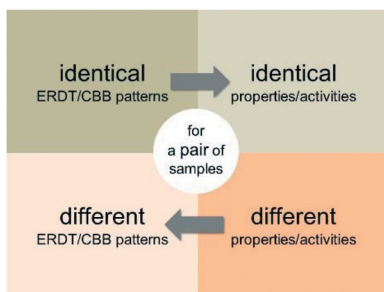 identical
ERDT/CBB patterns
identical
properties/activities
for
a pair of
samples
different
ERDT/CBB patterns
different
properties/activities